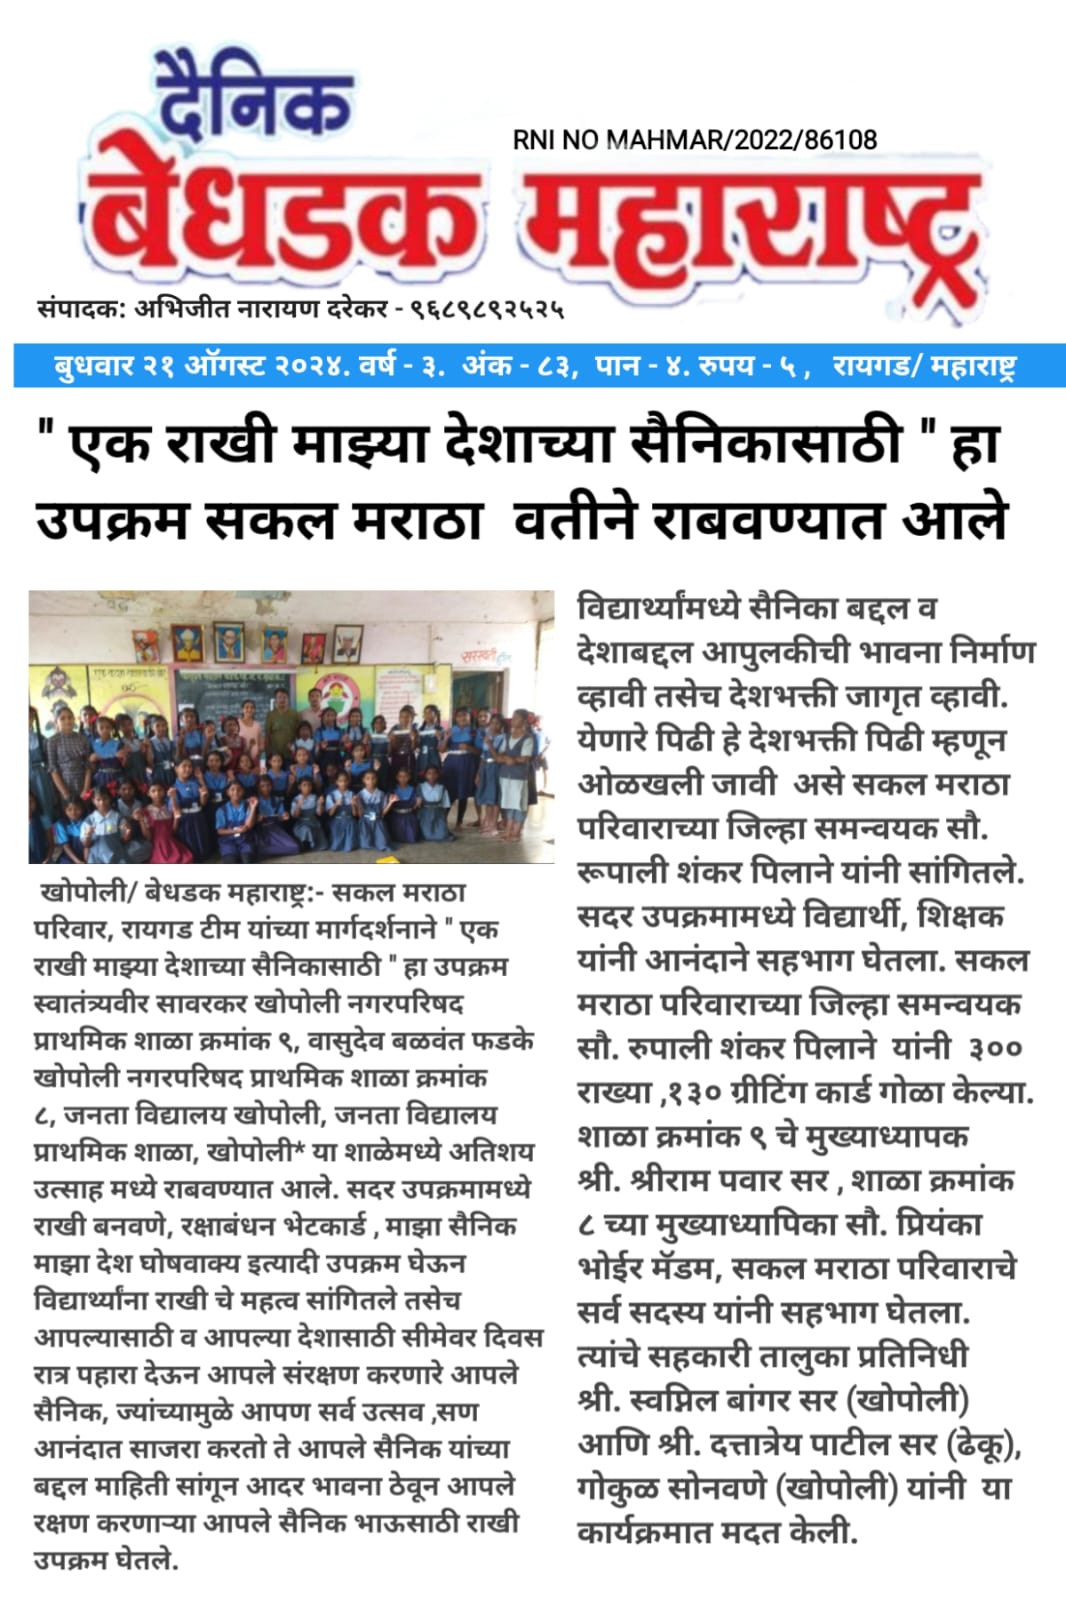 दैनिक
RNI NO MAHMAR/2022/86108
बेधडक महाराष्ट्र
संपादक: अभिजीत नारायण दरेकर - ९६८९८९२५२५
बुधवार २१ ऑगस्ट २०२४. वर्ष - ३. अंक - ८३, पान - ४. रुपय - ५ , रायगड/ महाराष्ट्र
" एक राखी माझ्या देशाच्या सैनिकासाठी " हा
उपक्रम सकल मराठा वतीने राबवण्यात आले
सरस्वती
खोपोली/ बेधडक महाराष्ट्र:- सकल मराठा
परिवार, रायगड टीम यांच्या मार्गदर्शनाने " एक
राखी माझ्या देशाच्या सैनिकासाठी " हा उपक्रम
स्वातंत्र्यवीर सावरकर खोपोली नगरपरिषद
प्राथमिक शाळा क्रमांक ९, वासुदेव बळवंत फडके
खोपोली नगरपरिषद प्राथमिक शाळा क्रमांक
८, जनता विद्यालय खोपोली, जनता विद्यालय
प्राथमिक शाळा, खोपोली* या शाळेमध्ये अतिशय
उत्साह मध्ये राबवण्यात आले. सदर उपक्रमामध्ये
राखी बनवणे, रक्षाबंधन भेटकार्ड , माझा सैनिक
माझा देश घोषवाक्य इत्यादी उपक्रम घेऊन
विद्यार्थ्यांना राखी चे महत्व सांगितले तसेच
आपल्यासाठी व आपल्या देशासाठी सीमेवर दिवस
रात्र पहारा देऊन आपले संरक्षण करणारे आपले
सैनिक, ज्यांच्यामुळे आपण सर्व उत्सव ,सण
आनंदात साजरा करतो ते आपले सैनिक यांच्या
बद्दल माहिती सांगून आदर भावना ठेवून आपले
रक्षण करणाऱ्या आपले सैनिक भाऊसाठी राखी
उपक्रम घेतले.
विद्यार्थ्यांमध्ये सैनिका बद्दल व
देशाबद्दल आपुलकीची भावना निर्माण
व्हावी तसेच देशभक्ती जागृत व्हावी.
येणारे पिढी हे देशभक्ती पिढी म्हणून
ओळखली जावी असे सकल मराठा
परिवाराच्या जिल्हा समन्वयक सौ.
रूपाली शंकर पिलाने यांनी सांगितले.
सदर उपक्रमामध्ये विद्यार्थी, शिक्षक
यांनी आनंदाने सहभाग घेतला. सकल
मराठा परिवाराच्या जिल्हा समन्वयक
सौ. रुपाली शंकर पिलाने यांनी ३००
राख्या ,१३० ग्रीटिंग कार्ड गोळा केल्या.
शाळा क्रमांक ९ चे मुख्याध्यापक
श्री. श्रीराम पवार सर , शाळा क्रमांक
८ च्या मुख्याध्यापिका सौ. प्रियंका
भोईर मॅडम, सकल मराठा परिवाराचे
सर्व सदस्य यांनी सहभाग घेतला.
त्यांचे सहकारी तालुका प्रतिनिधी
श्री. स्वप्निल बांगर सर (खोपोली)
आणि श्री. दत्तात्रेय पाटील सर (ढेकू),
गोकुळ सोनवणे (खोपोली) यांनी या
कार्यक्रमात मदत केली.